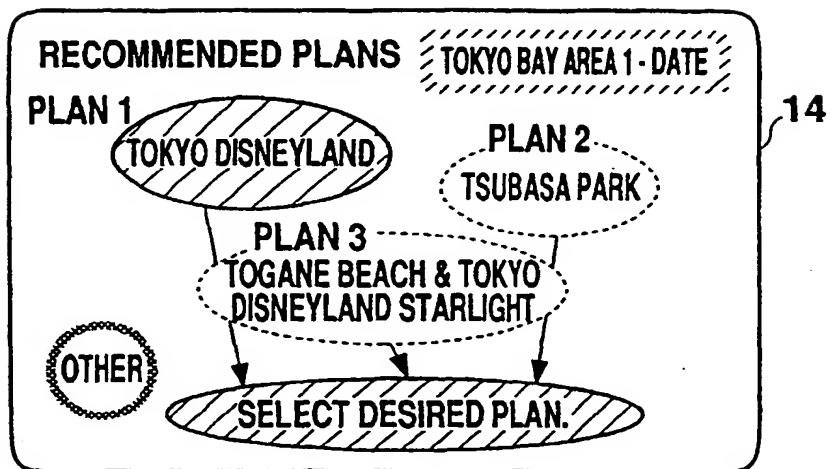 RECOMMENDED PLANS
TOKYO BAY AREA 1 - DATE
14
PLAN 1
TOKYO DISNEYLAND
PLAN 2
TSUBASA PARK
PLAN 3
TOGANE BEACH & TOKYO
DISNEYLAND STARLIGHT
OTHER
SELECT DESIRED PLAN.